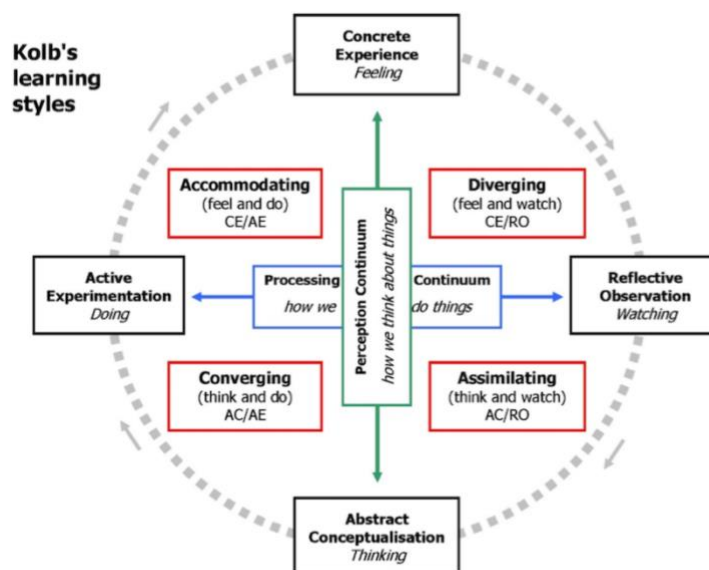 Kolb's
learning
styles
Concrete
Experience
Feeling
Accommodating
(feel and do)
CE/AE
Diverging
(feel and watch)
CE/RO
Active
Experimentation
Doing
Processing
how we
Perception Continuum
how we think about things
Continuum
do things
Reflective
Observation
Watching
Converging
(think and do)
AC/AE
Assimilating
(think and watch)
AC/RO
Abstract
Conceptualisation
Thinking